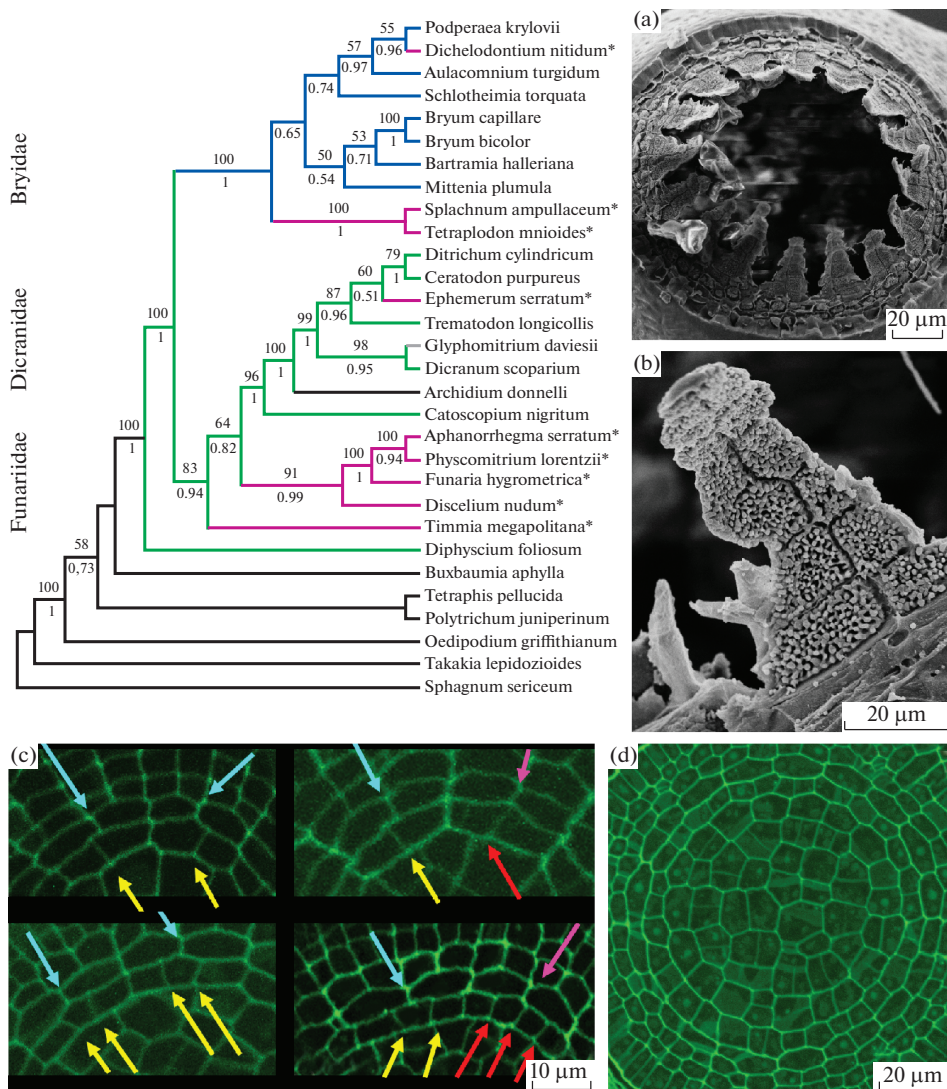 Bryidae
Dicranidae
Funariidae
Podperaea krylovii
Dichelodontium nitidum*
Aulacomnium turgidum
Schlotheimia torquata
Bryum capillare
Bryum bicolor
Bartramia halleriana
Mittenia plumula
Splachnum ampullaceum*
Tetraplodon mnioides*
Ditrichum cylindricum
Ceratodon purpureus
Ephemerum serratum*
Trematodon longicollis
Glyphomitrium daviesii
Dicranum scoparium
Archidium donnelli
Catoscopium nigritum
Aphanorrhegma serratum*
Physcomitrium lorentzii*
Funaria hygrometrica*
Discelium nudum*
Timmia megapolitana*
Diphyscium foliosum
Buxbaumia aphylla
Tetraphis pellucida
Polytrichum juniperinum
Oedipodium griffithianum
Takakia lepidozioides
Sphagnum sericeum
55
0.96
57
0.97
0.74
0.65
100
1
53
0.71
50
0.54
100
1
100
1
79
1
60
0.51
87
0.96
99
1
98
0.95
100
1
96
1
64
0.82
100
0.94
100
1
91
0.99
83
0.94
100
1
100
1
58
0,73
100
1
(a)
20 µm
(b)
20 µm
(c)
10 µm
(d)
20 µm